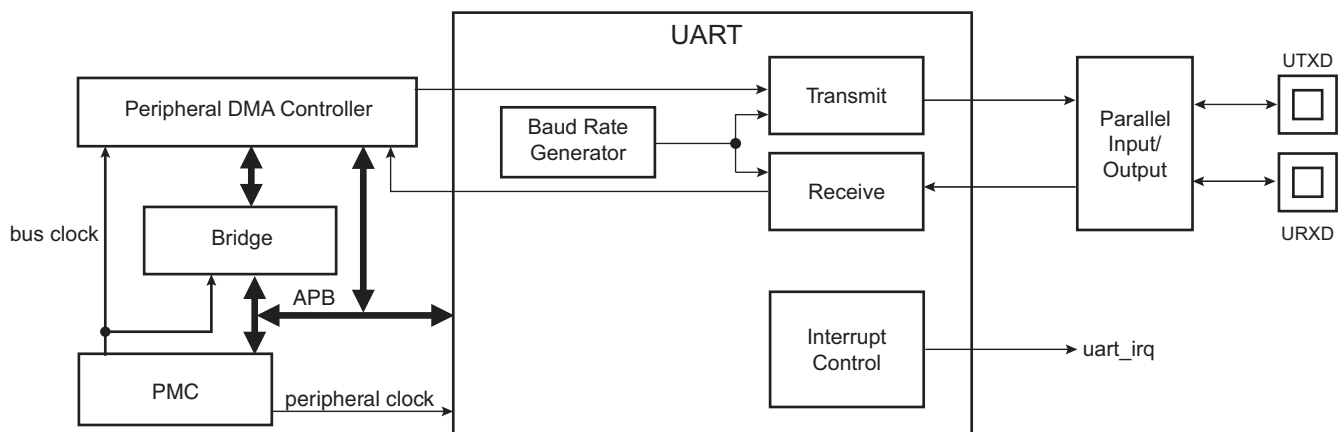 UART
Peripheral DMA Controller
Transmit
UTXD
Baud Rate
Generator
Parallel
Input/
Output
Receive
bus clock
Bridge
URXD
APB
Interrupt
Control
uart_irq
PMC
peripheral clock